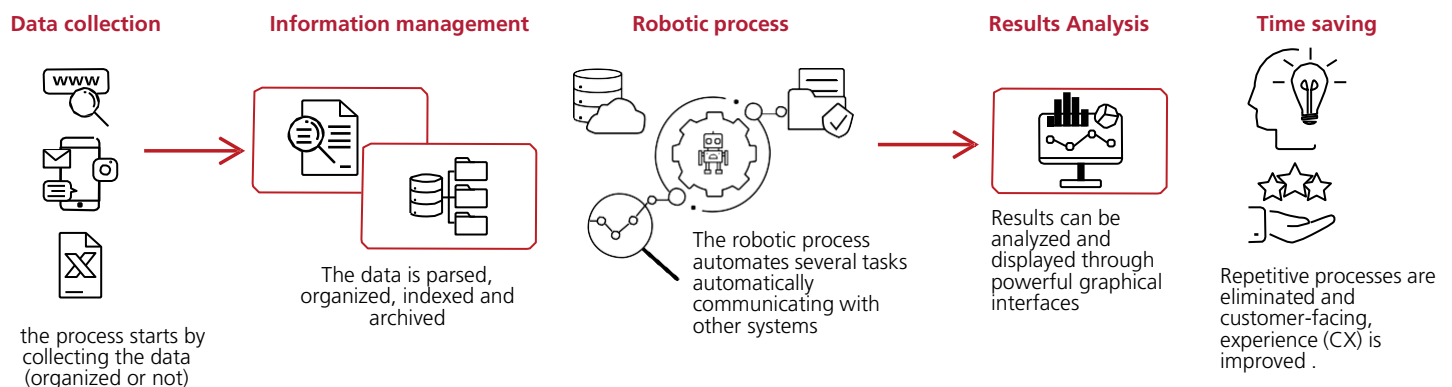 Data collection
Information management
Robotic process
Results Analysis
Time saving
www
X
the process starts by
collecting the data
(organized or not)
The data is parsed,
organized, indexed and
archived
The robotic process
automates several tasks
automatically
communicating with
other systems
Results can be
analyzed and
displayed through
powerful graphical
interfaces
Repetitive processes are
eliminated and
customer-facing,
experience (CX) is
improved .